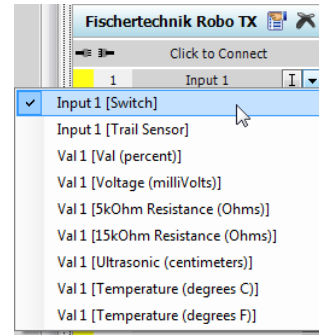 Fischertechnik Robo TX
Click to Connect
1 Input 1 I
Input 1 [Switch]
Input 1 [Trail Sensor]
Val 1 [Val (percent)]
Val 1 [Voltage (milliVolts)]
Val 1 [5kOhm Resistance (Ohms)]
Val 1 [15kOhm Resistance (Ohms)]
Val 1 [Ultrasonic (centimeters)]
Val 1 [Temperature (degrees C)]
Val 1 [Temperature (degrees F)]